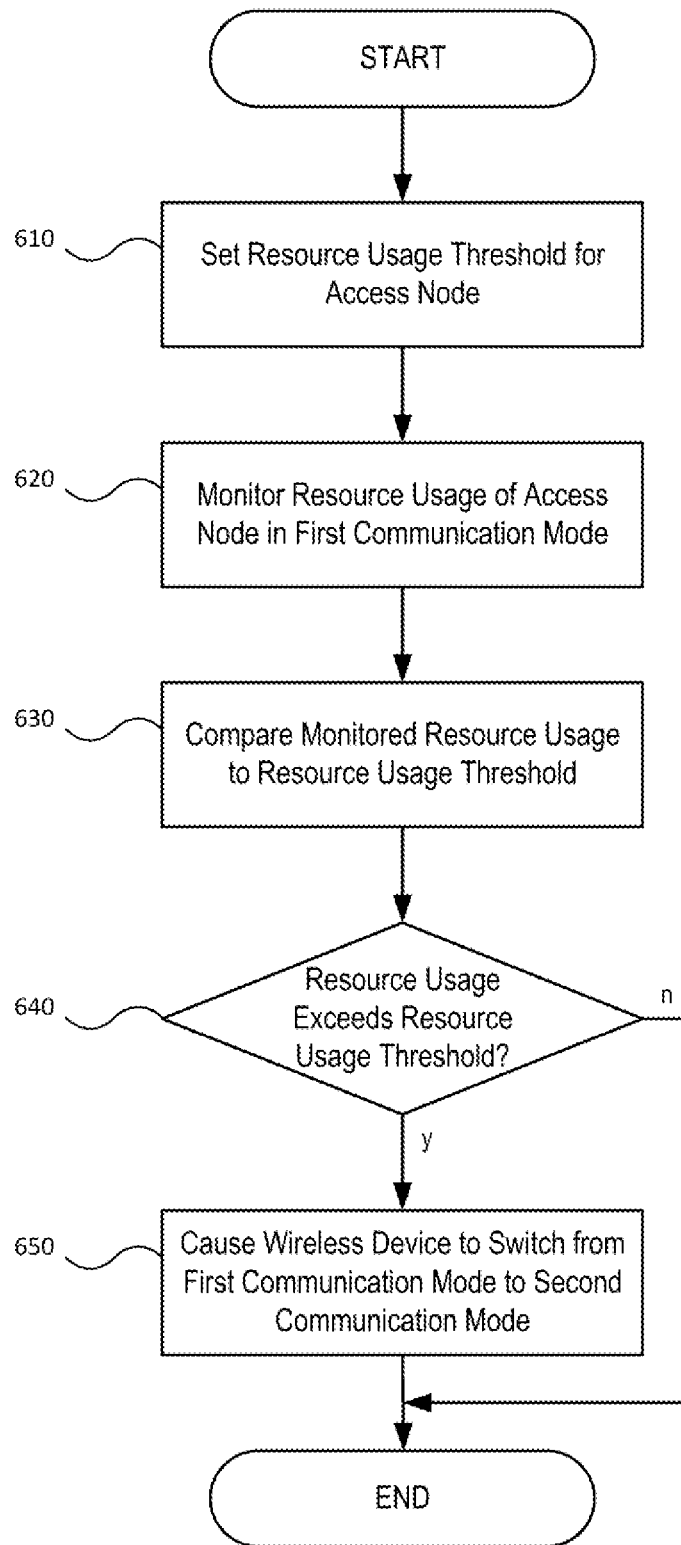 START
610
Set Resource Usage Threshold for
Access Node
620
Monitor Resource Usage of Access
Node in First Communication Mode
630
Compare Monitored Resource Usage
to Resource Usage Threshold
640
Resource Usage
Exceeds Resource
Usage Threshold?
n
y
650
Cause Wireless Device to Switch from
First Communication Mode to Second
Communication Mode
END